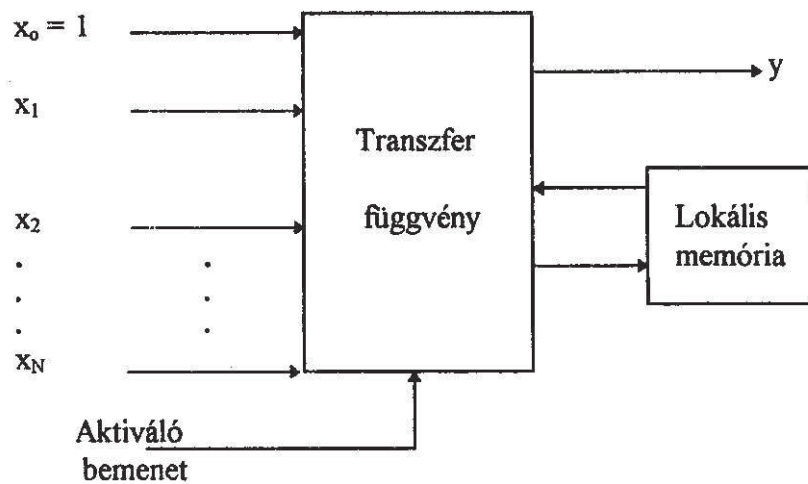 x₀ = 1
x₁
x₂
x_N
Transzfer
függvény
y
Lokális
memória
Aktiváló
bemenet